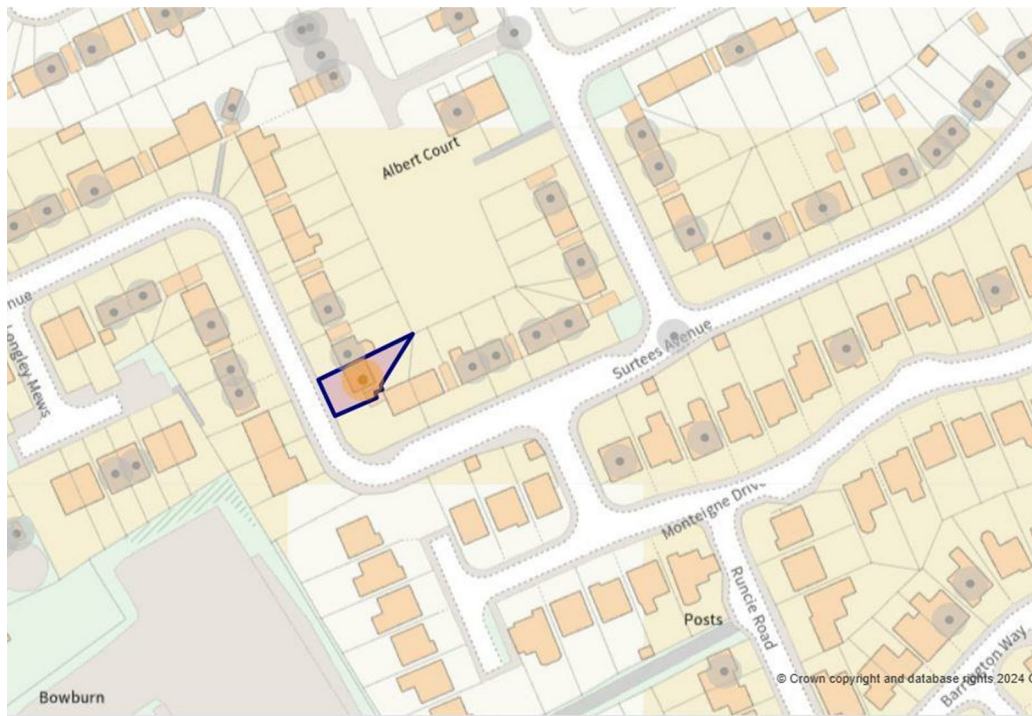 Albert Court
nue
Longley Mews
Surtees Avenue
Monteigne Drive
Runcie Road
Posts
Barrington Way
Bowburn
© Crown copyright and database rights 2024